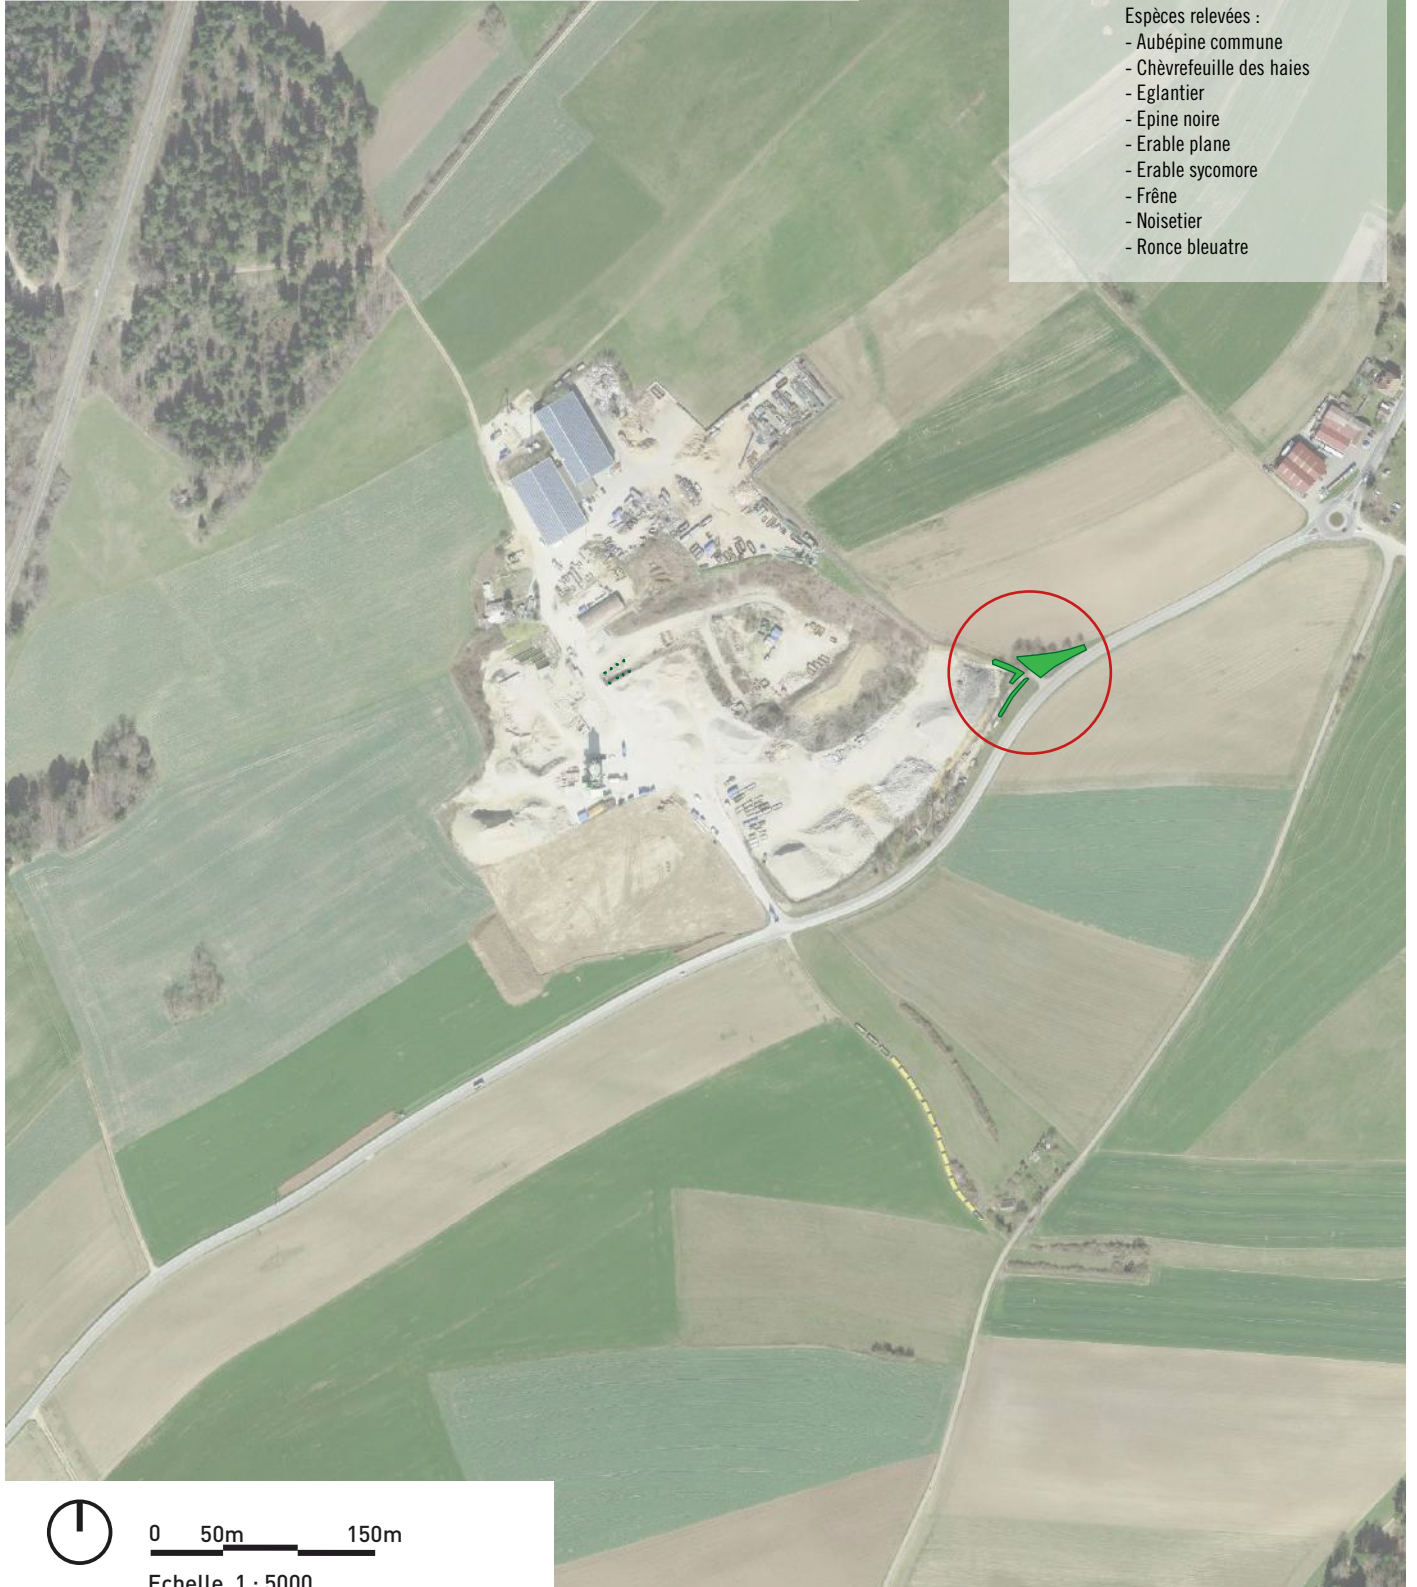 Espèces relevées :
- Aubépine commune
- Chèvrefeuille des haies
- Eglantier
- Epine noire
- Erable plane
- Erable sycomore
- Frêne
- Noisetier
- Ronce bleuatre
0 50m 150m
Echelle 1 : 5000